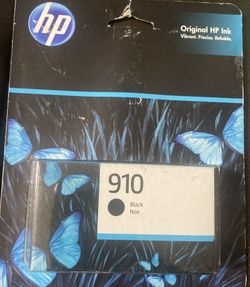 hp
Original HP Ink
Vibrant. Precise. Reliable.
910
Black
Noir